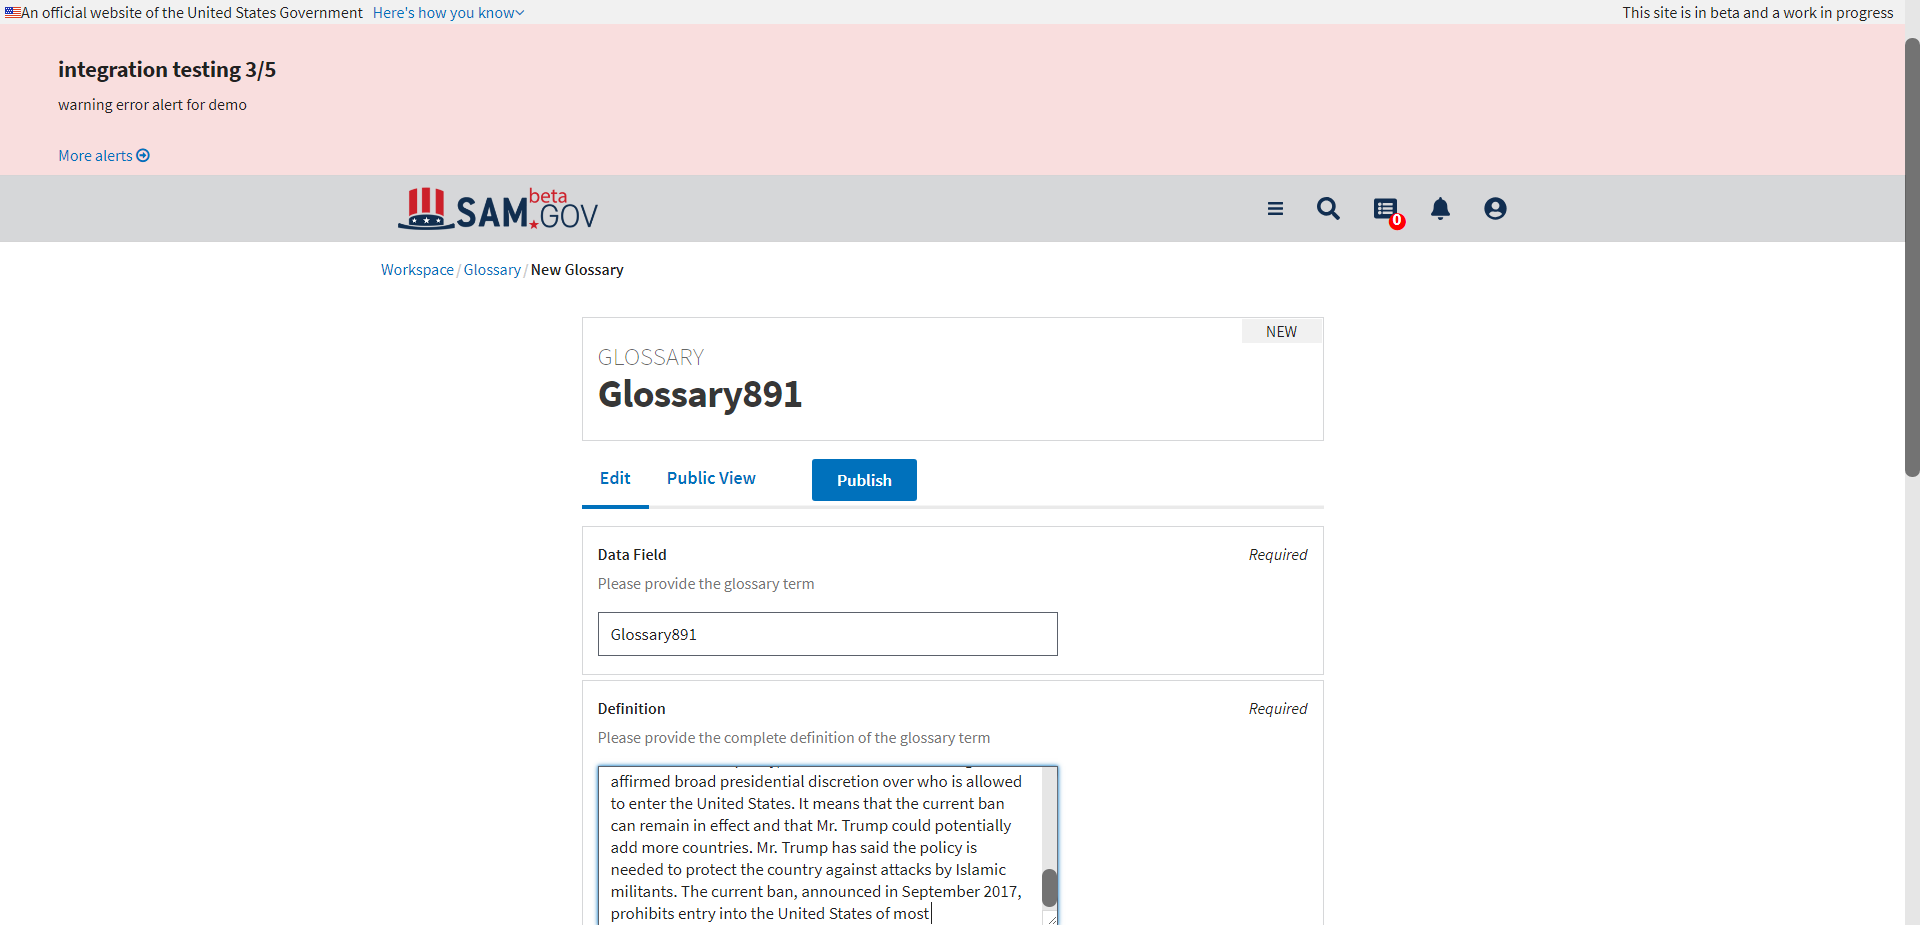 An official website of the United States Government Here's how you know
This site is in beta and a work in progress
integration testing 3/5
warning error alert for demo
More alerts
SAM.GOV beta
0
Workspace / Glossary / New Glossary
NEW
GLOSSARY
Glossary891
Edit Public View Publish
Data Field Required
Please provide the glossary term
Glossary891
Definition Required
Please provide the complete definition of the glossary term
affirmed broad presidential discretion over who is allowed
to enter the United States. It means that the current ban
can remain in effect and that Mr. Trump could potentially
add more countries. Mr. Trump has said the policy is
needed to protect the country against attacks by Islamic
militants. The current ban, announced in September 2017,
prohibits entry into the United States of most